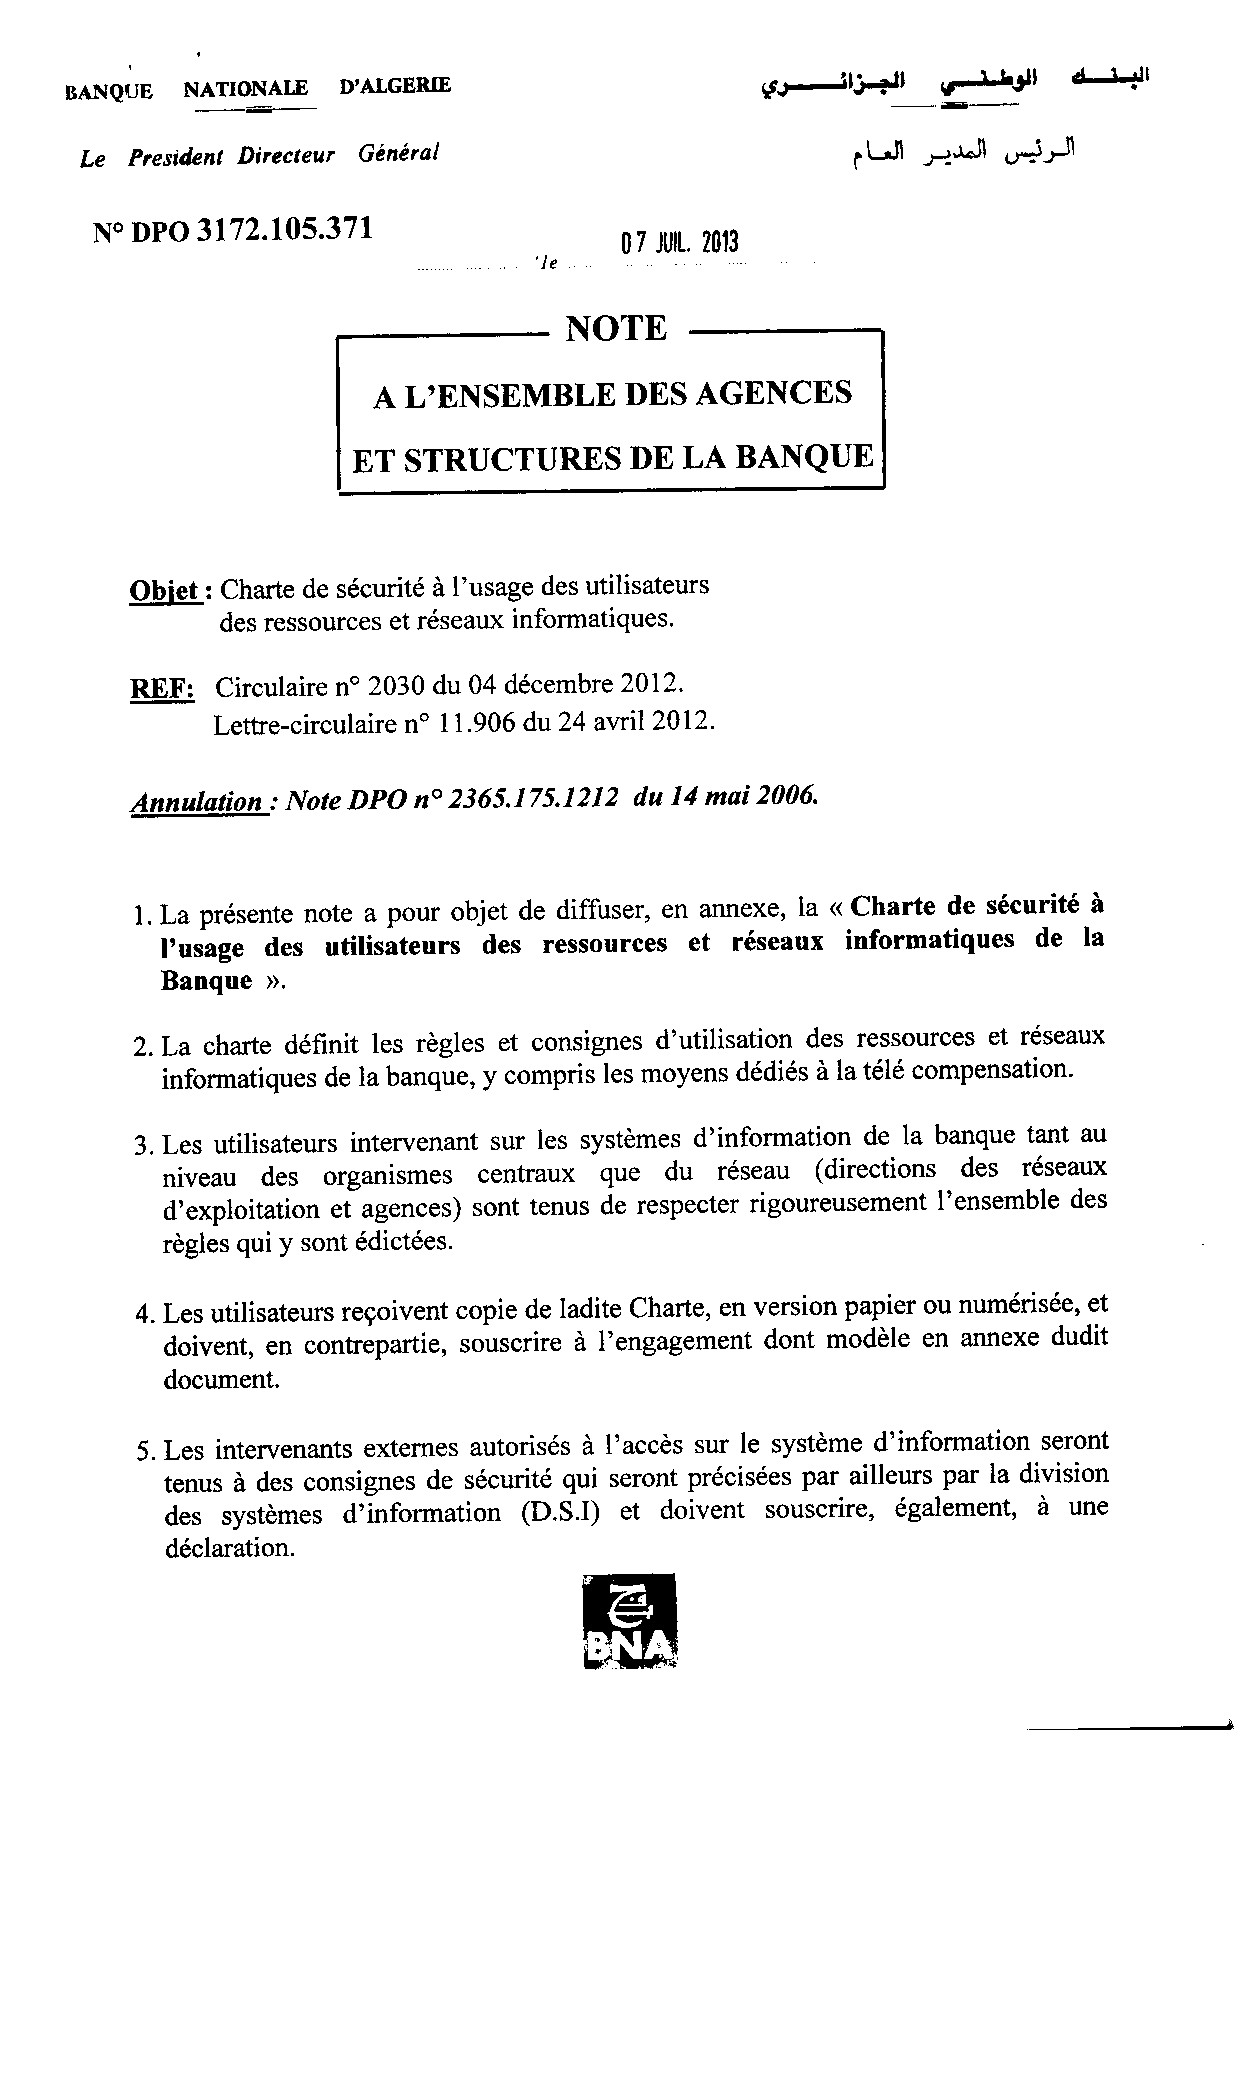 BANQUE NATIONALE D'ALGERIE
البنك الوطني الجزائري
Le President Directeur Général
الرئيس المدير العام
N° DPO 3172.105.371
07 JUIL. 2013
'le
NOTE
A L'ENSEMBLE DES AGENCES
ET STRUCTURES DE LA BANQUE
Objet : Charte de sécurité à l'usage des utilisateurs
des ressources et réseaux informatiques.
REF: Circulaire n° 2030 du 04 décembre 2012.
Lettre-circulaire n° 11.906 du 24 avril 2012.
Annulation : Note DPO n° 2365.175.1212 du 14 mai 2006.
1. La présente note a pour objet de diffuser, en annexe, la « Charte de sécurité à
l'usage des utilisateurs des ressources et réseaux informatiques de la
Banque ».
2. La charte définit les règles et consignes d'utilisation des ressources et réseaux
informatiques de la banque, y compris les moyens dédiés à la télé compensation.
3. Les utilisateurs intervenant sur les systèmes d'information de la banque tant au
niveau des organismes centraux que du réseau (directions des réseaux
d'exploitation et agences) sont tenus de respecter rigoureusement l'ensemble des
règles qui y sont édictées.
4. Les utilisateurs reçoivent copie de ladite Charte, en version papier ou numérisée, et
doivent, en contrepartie, souscrire à l'engagement dont modèle en annexe dudit
document.
5. Les intervenants externes autorisés à l'accès sur le système d'information seront
tenus à des consignes de sécurité qui seront précisées par ailleurs par la division
des systèmes d'information (D.S.I) et doivent souscrire, également, à une
déclaration.
BNA